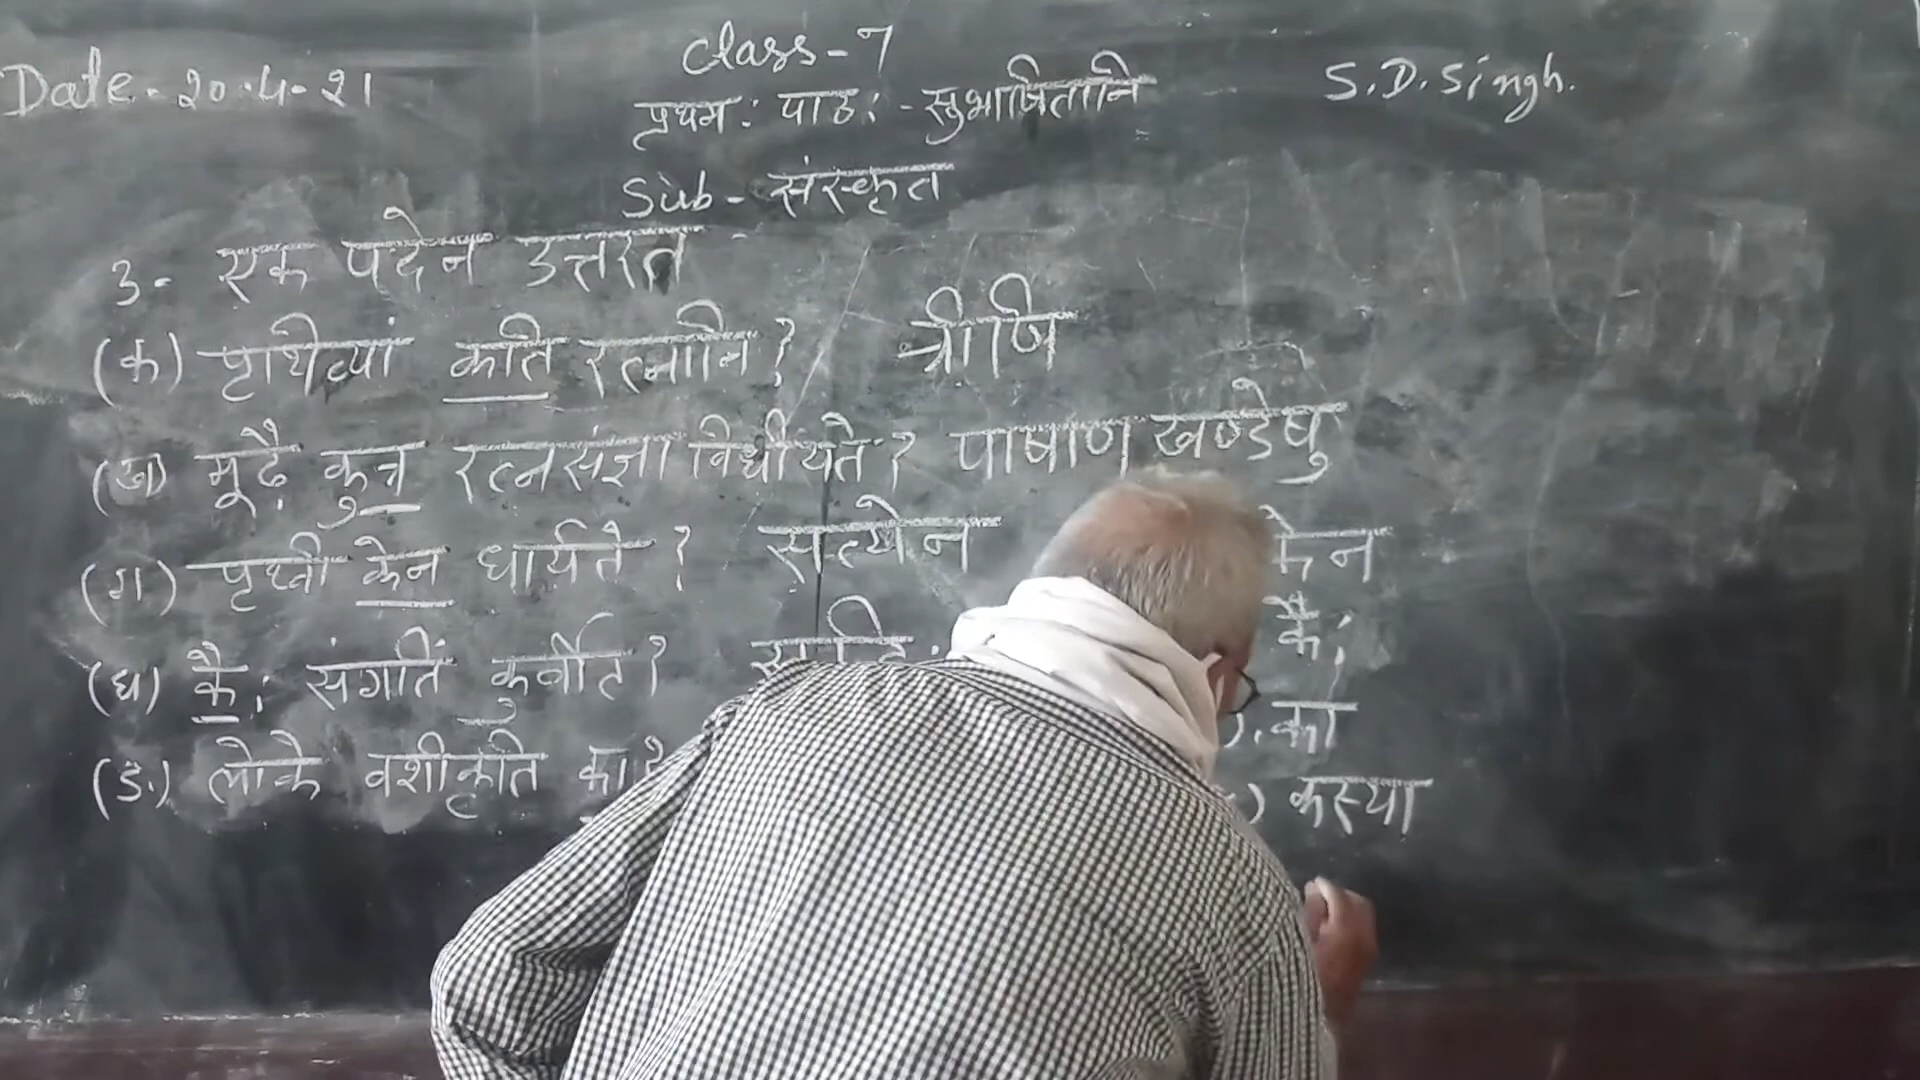 Date. 20.4.21
Class-7
S.D.Singh.
प्रथम: पाठ: - सुभाषितानि
Sub- संस्कृत
3- एक पदेन उत्तरत
(क) पृथिव्यां कति रत्नानि? त्रीणि
(ख) मूढै कुत्र रत्नसंज्ञा विधीयते? पाषाण खण्डेषु
(ग) पृथ्वी केन धार्यते? सत्येन
केन
(घ) कै: संगतिं
कै:
(ङ) लोके वशीकृति का?
का
कस्या